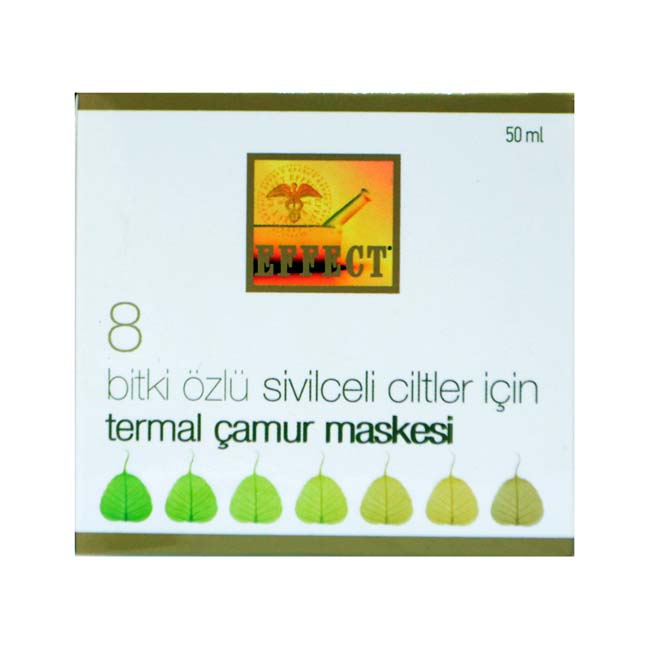 50 ml
EFFECT
8
bitki özlü sivilceli ciltler için
termal çamur maskesi